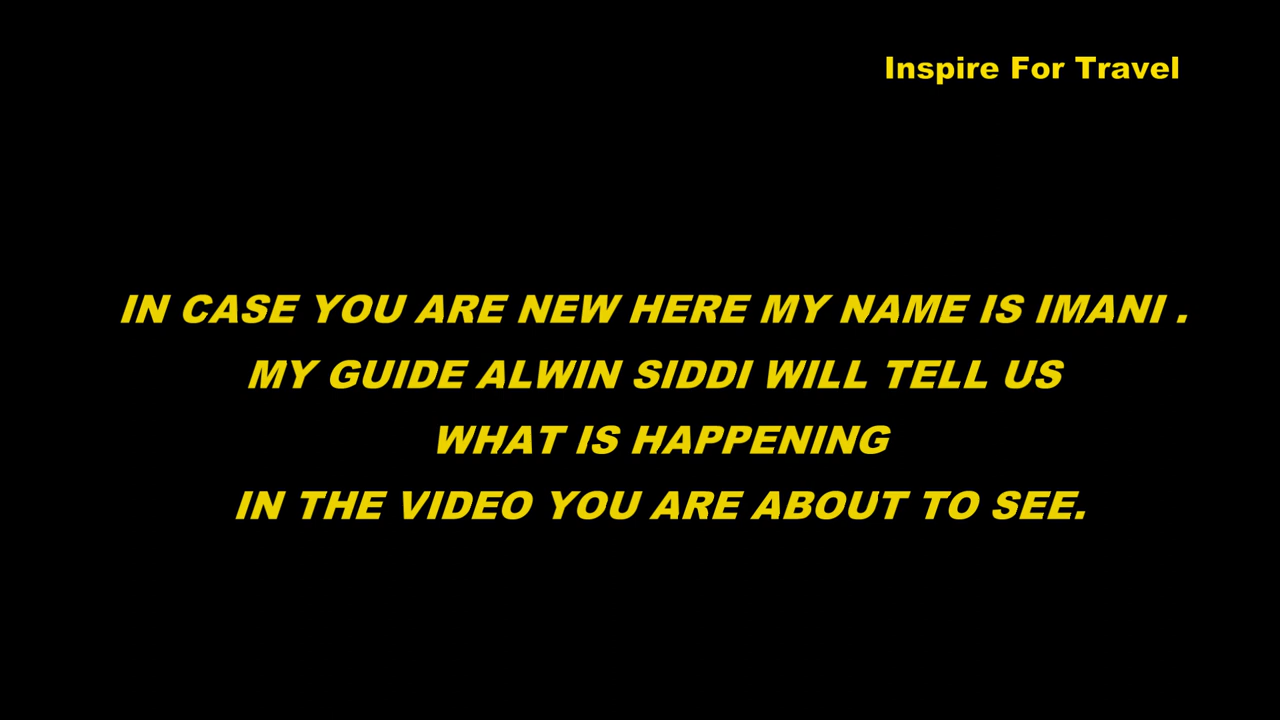 Inspire For Travel
IN CASE YOU ARE NEW HERE MY NAME IS IMANI .
MY GUIDE ALWIN SIDDI WILL TELL US
WHAT IS HAPPENING
IN THE VIDEO YOU ARE ABOUT TO SEE.